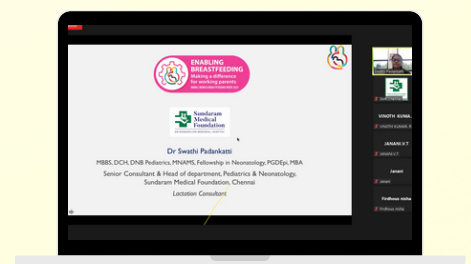 ENABLING
BREASTFEEDING
Making a difference
for working parents
Sundaram
Medical
Foundation
Dr Swathi Padankatti
MBBS, DCH, DNB Pediatrics, MNAMS, Fellowship in Neonatology, PGDEpi, MBA
Senior Consultant & Head of department, Pediatrics & Neonatology,
Sundaram Medical Foundation, Chennai
Lactation Consultant
VINOTH KUMA..
JANANI V T
JANANI V T
Janani
Janani
Firdhous nisha
Firdhous nisha